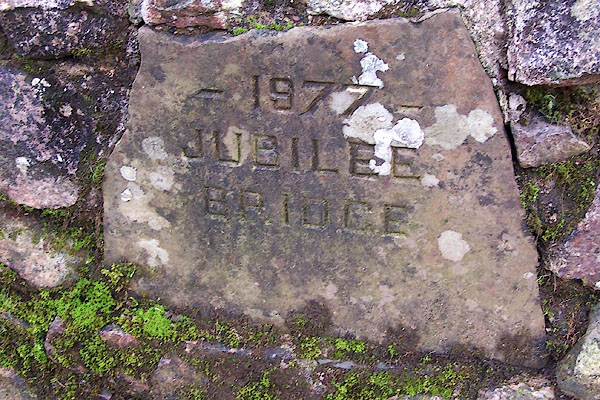 - 1977 -
JUBILEE
BRIDGE